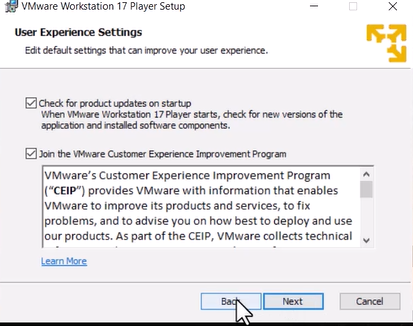 VMware Workstation 17 Player Setup
User Experience Settings
Edit default settings that can improve your user experience.
Check for product updates on startup
When VMware Workstation 17 Player starts, check for new versions of the
application and installed software components.
Join the VMware Customer Experience Improvement Program
VMware's Customer Experience Improvement Program
("CEIP") provides VMware with information that enables
VMware to improve its products and services, to fix
problems, and to advise you on how best to deploy and use
our products. As part of the CEIP, VMware collects technical
Learn More
Back Next Cancel